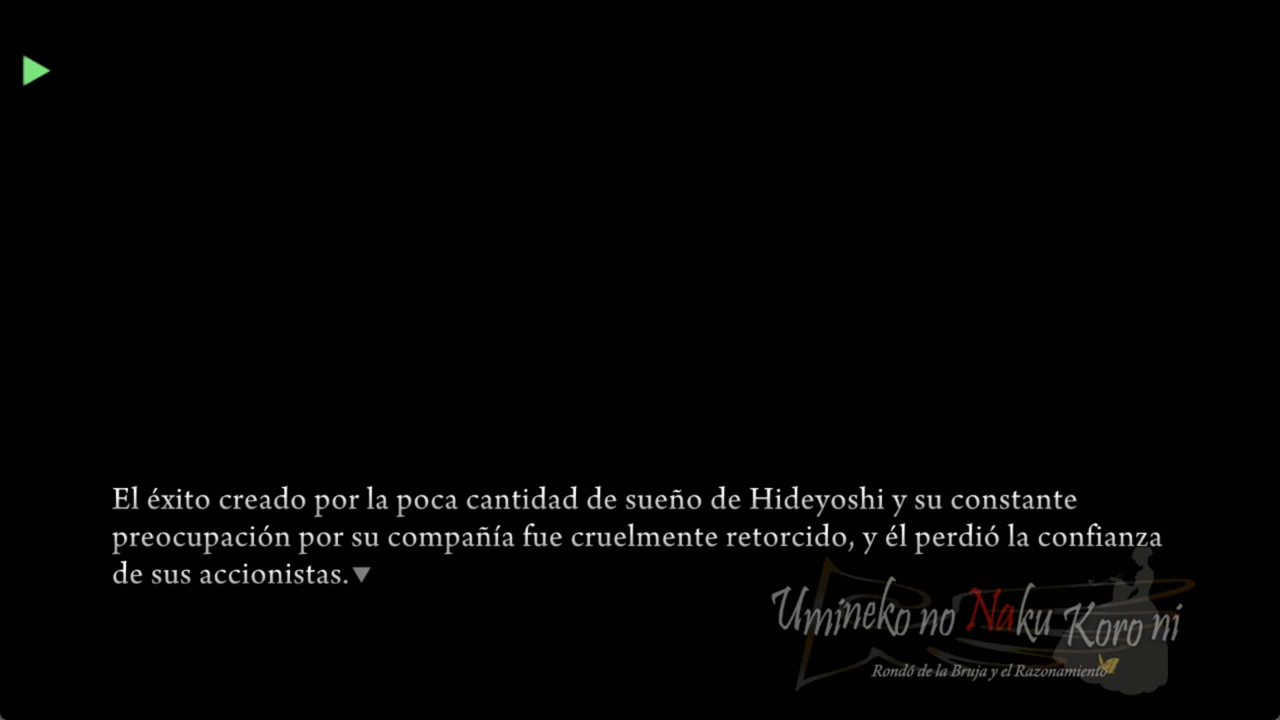 El éxito creado por la poca cantidad de sueño de Hideyoshi y su constante
preocupación por su compañía fue cruelmente retorcido, y él perdió la confianza
de sus accionistas.
Umineko no Naku Koro ni
Rondó de la Bruja y el Razonamiento